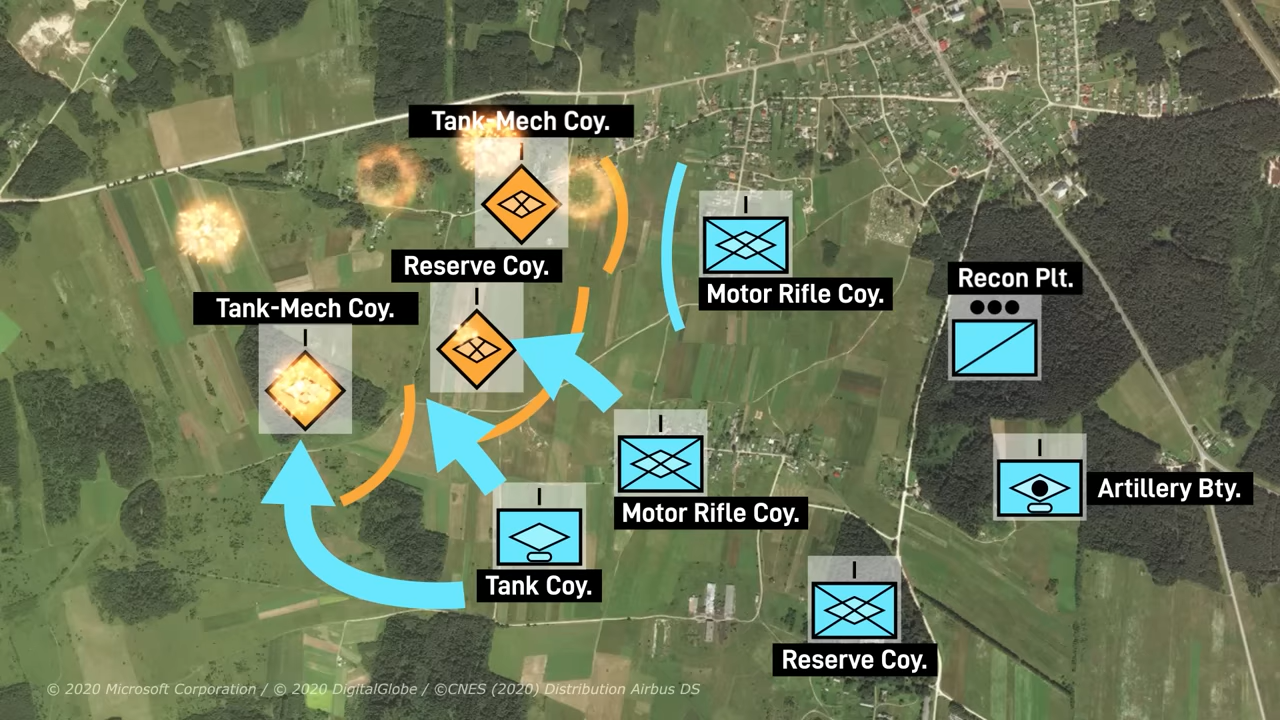 Tank-Mech Coy.
Reserve Coy.
Tank-Mech Coy.
Motor Rifle Coy.
Recon Plt.
Artillery Bty.
Motor Rifle Coy.
Tank Coy.
Reserve Coy.
© 2020 Microsoft Corporation / © 2020 DigitalGlobe / ©CNES (2020) Distribution Airbus DS